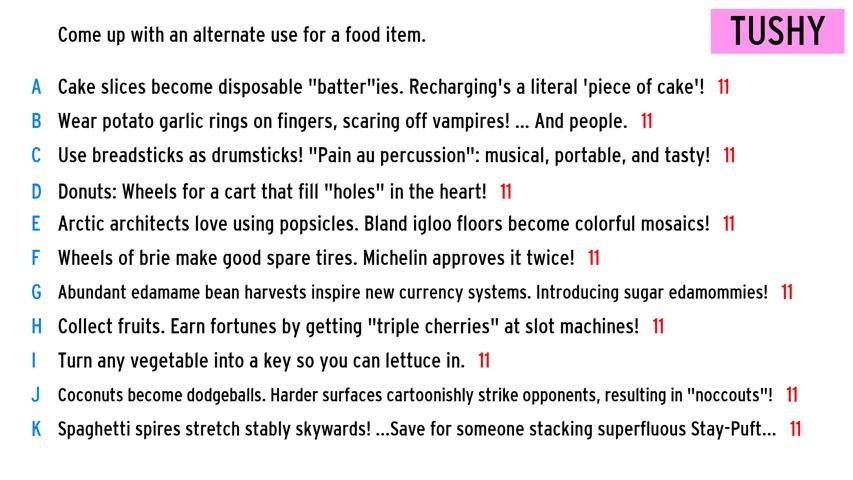 Come up with an alternate use for a food item.
TUSHY
A Cake slices become disposable "batter"ies. Recharging's a literal 'piece of cake'! 11
B Wear potato garlic rings on fingers, scaring off vampires! ... And people. 11
C Use breadsticks as drumsticks! "Pain au percussion": musical, portable, and tasty! 11
D Donuts: Wheels for a cart that fill "holes" in the heart! 11
E Arctic architects love using popsicles. Bland igloo floors become colorful mosaics! 11
F Wheels of brie make good spare tires. Michelin approves it twice! 11
G Abundant edamame bean harvests inspire new currency systems. Introducing sugar edamommies! 11
H Collect fruits. Earn fortunes by getting "triple cherries" at slot machines! 11
I Turn any vegetable into a key so you can lettuce in. 11
J Coconuts become dodgeballs. Harder surfaces cartoonishly strike opponents, resulting in "noccouts"! 11
K Spaghetti spires stretch stably skywards! ...Save for someone stacking superfluous Stay-Puft... 11